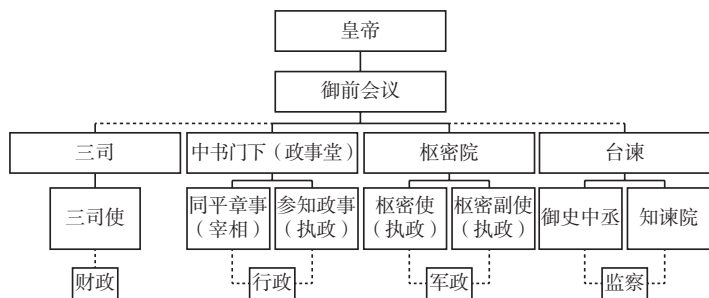 皇帝
御前会议
三司
中书门下（政事堂）
枢密院
台谏
三司使
同平章事
（宰相）
参知政事
（执政）
枢密使
（执政）
枢密副使
（执政）
御史中丞
知谏院
财政
行政
军政
监察